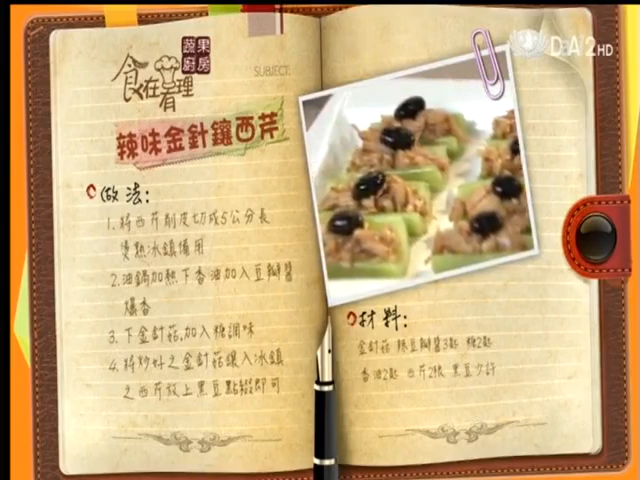 DaAi2HD
蔬果
廚房
食在有理
SUBJECT:
辣味金針鑲西芹
做法:
1.將西芹削皮切成5公分長
燙熟冰鎮備用
2.油鍋加熱下香油加入豆瓣醬
爆香
3.下金針菇,加入糖調味
4.將炒好之金針菇鑲入冰鎮
之西芹放上黑豆點綴即可
材料:
金針菇 辣豆瓣醬3匙 糖2匙
香油2匙 西芹2根 黑豆少許